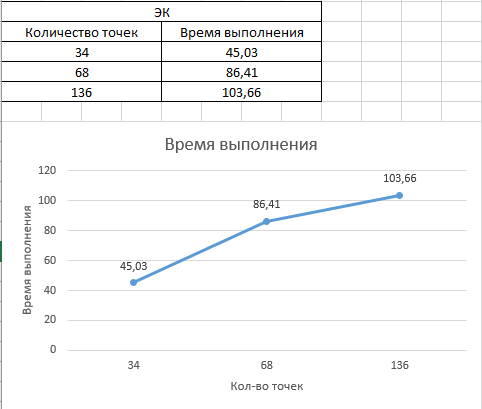 ЭК
Количество точек Время выполнения
34 45,03
68 86,41
136 103,66
Время выполнения
120
100
80
60
40
20
0
Время выполнения
45,03
86,41
103,66
34 68 136
Кол-во точек